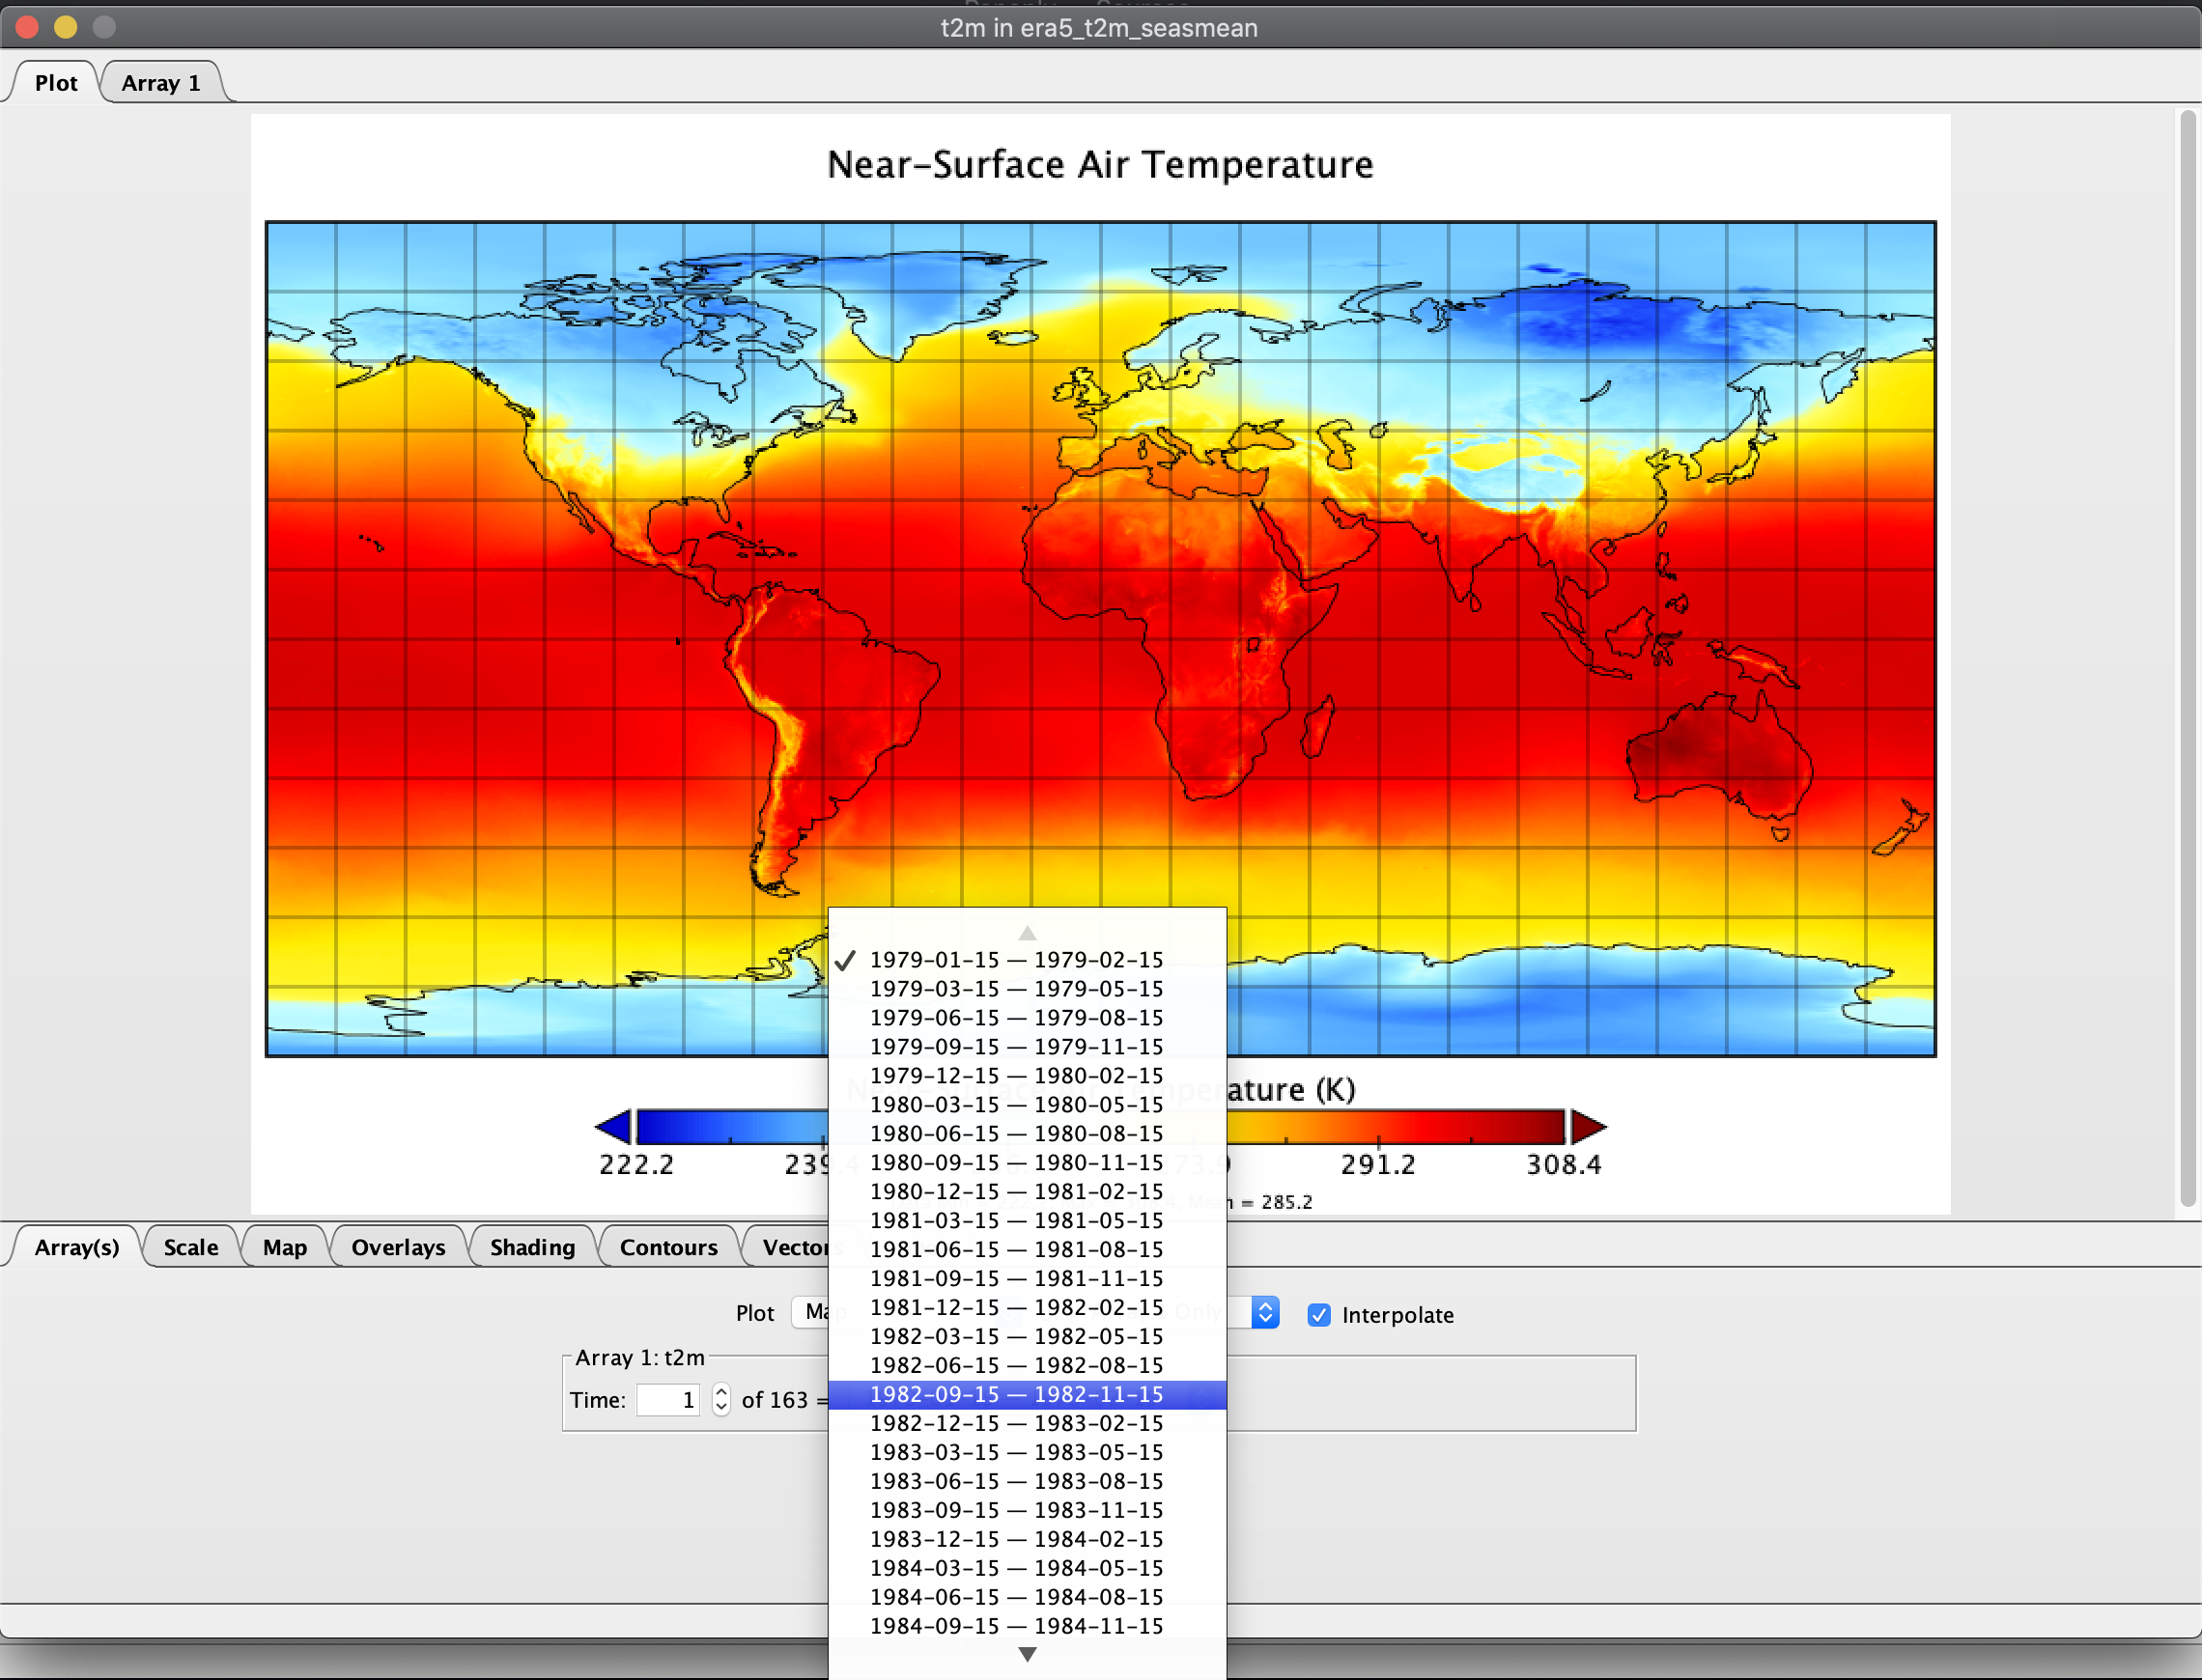 t2m in era5_t2m_seasmean
Plot Array 1
Near-Surface Air Temperature
1979-01-15 — 1979-02-15
1979-03-15 — 1979-05-15
1979-06-15 — 1979-08-15
1979-09-15 — 1979-11-15
1979-12-15 — 1980-02-15
ature (K)
1980-03-15 — 1980-05-15
1980-06-15 — 1980-08-15
1980-09-15 — 1980-11-15
222.2 239.4 291.2 308.4
1980-12-15 — 1981-02-15
= 285.2
1981-03-15 — 1981-05-15
Array(s) Scale Map Overlays Shading Contours Vectors
1981-06-15 — 1981-08-15
1981-09-15 — 1981-11-15
1981-12-15 — 1982-02-15
Plot Map Only Interpolate
1982-03-15 — 1982-05-15
Array 1: t2m
1982-06-15 — 1982-08-15
Time: 1 of 163 =
1982-09-15 — 1982-11-15
1982-12-15 — 1983-02-15
1983-03-15 — 1983-05-15
1983-06-15 — 1983-08-15
1983-09-15 — 1983-11-15
1983-12-15 — 1984-02-15
1984-03-15 — 1984-05-15
1984-06-15 — 1984-08-15
1984-09-15 — 1984-11-15